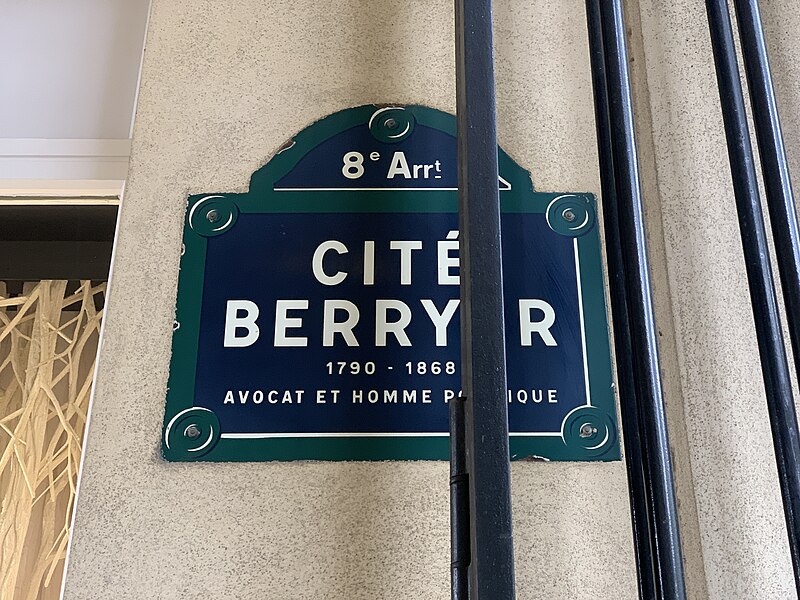 8e Arrt
CITÉ
BERRYER
1790 - 1868
AVOCAT ET HOMME POLITIQUE